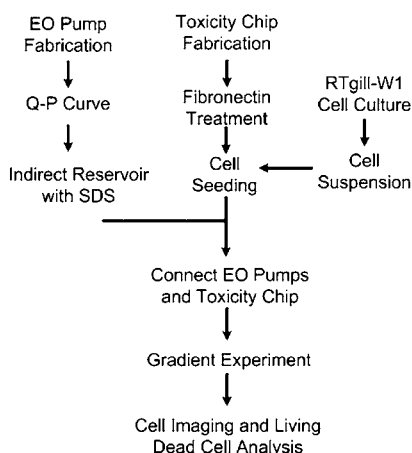 EO Pump
Fabrication
Q-P Curve
Indirect Reservoir
with SDS
Toxicity Chip
Fabrication
Fibronectin
Treatment
Cell
Seeding
RTgill-W1
Cell Culture
Cell
Suspension
Connect EO Pumps
and Toxicity Chip
Gradient Experiment
Cell Imaging and Living
Dead Cell Analysis